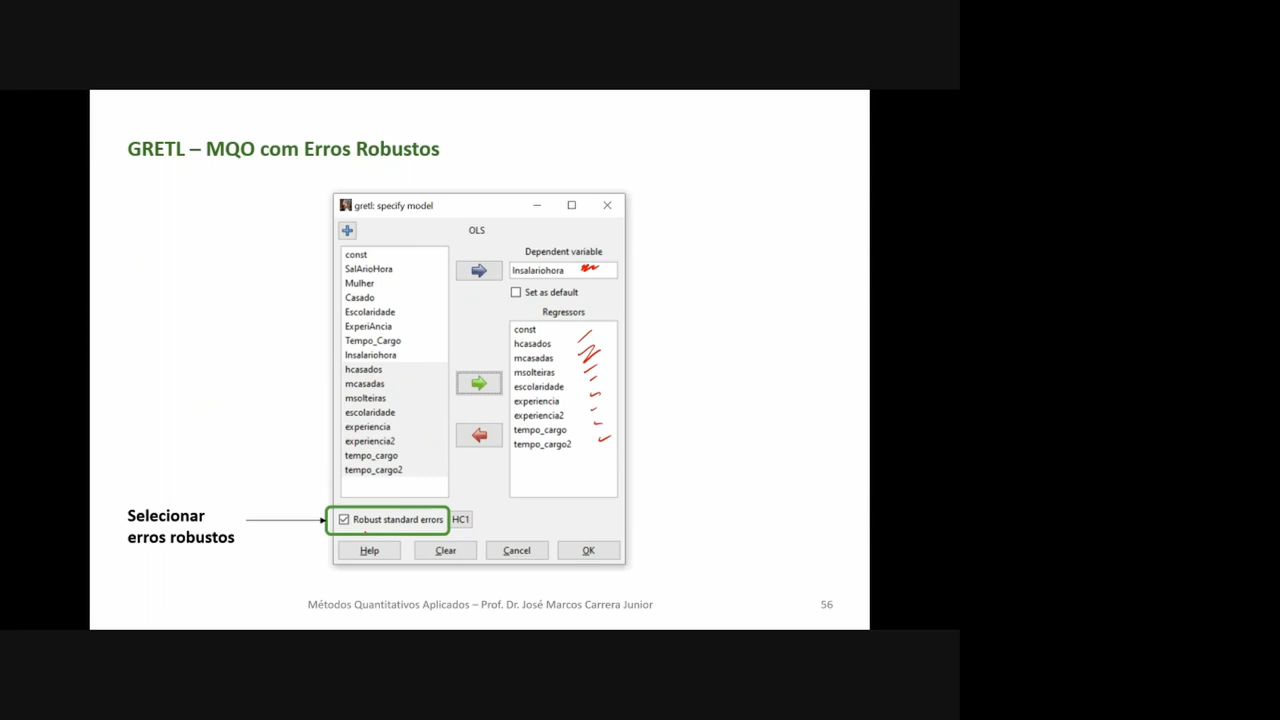 GRETL – MQO com Erros Robustos
gretl: specify model
OLS
const
SalArioHora
Mulher
Casado
Escolaridade
ExperiAncia
Tempo_Cargo
lnsalariohora
hcasados
mcasadas
msolteiras
escolaridade
experiencia
experiencia2
tempo_cargo
tempo_cargo2
Dependent variable
lnsalariohora
Set as default
Regressors
const
hcasados
mcasadas
msolteiras
escolaridade
experiencia
experiencia2
tempo_cargo
tempo_cargo2
Selecionar
erros robustos
Robust standard errors HC1
Help Clear Cancel OK
Métodos Quantitativos Aplicados – Prof. Dr. José Marcos Carrera Junior 56